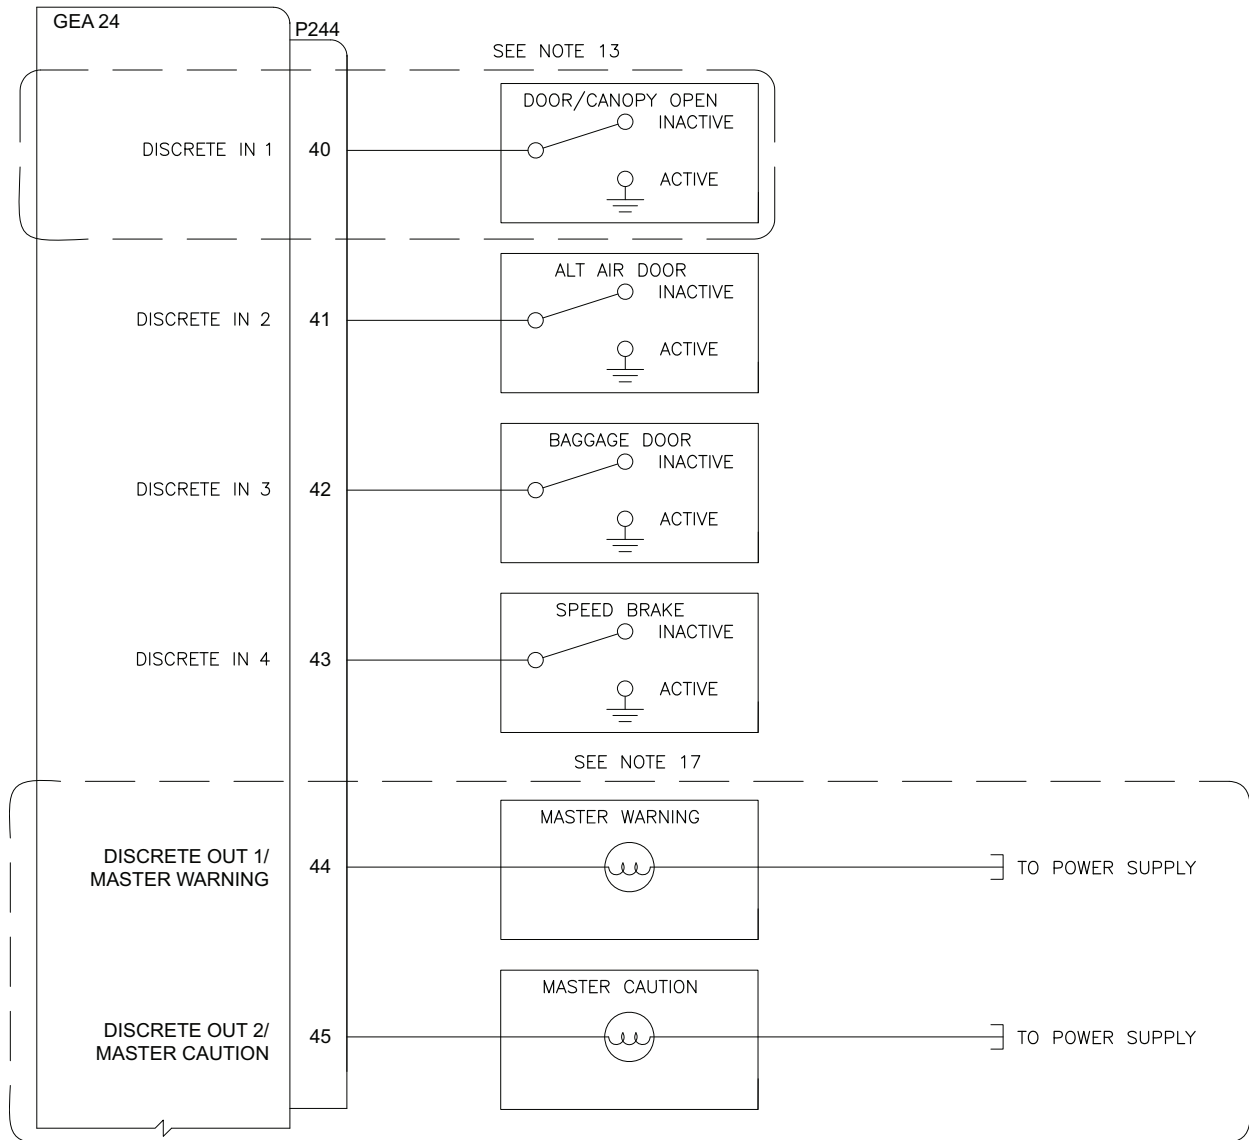 GEA 24
P244
SEE NOTE 13
DOOR/CANOPY OPEN
INACTIVE
DISCRETE IN 1
40
ACTIVE
ALT AIR DOOR
INACTIVE
DISCRETE IN 2
41
ACTIVE
BAGGAGE DOOR
INACTIVE
DISCRETE IN 3
42
ACTIVE
SPEED BRAKE
INACTIVE
DISCRETE IN 4
43
ACTIVE
SEE NOTE 17
MASTER WARNING
DISCRETE OUT 1/
MASTER WARNING
44
TO POWER SUPPLY
MASTER CAUTION
DISCRETE OUT 2/
MASTER CAUTION
45
TO POWER SUPPLY